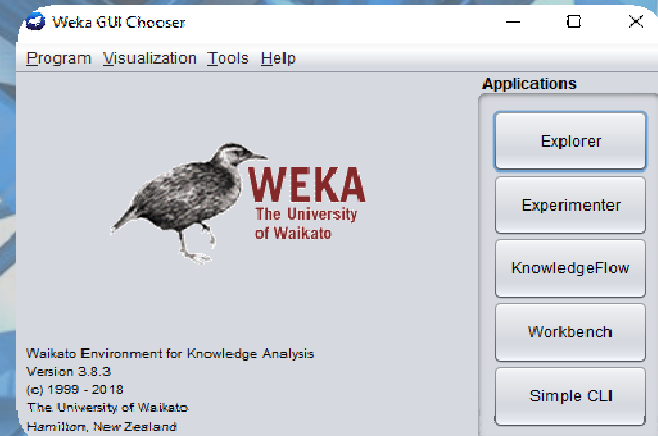 Weka GUI Chooser
Program Visualization Tools Help
Applications
WEKA
The University
of Waikato
Explorer
Experimenter
KnowledgeFlow
Workbench
Simple CLI
Waikato Environment for Knowledge Analysis
Version 3.8.3
(c) 1999 - 2018
The University of Waikato
Hamilton, New Zealand